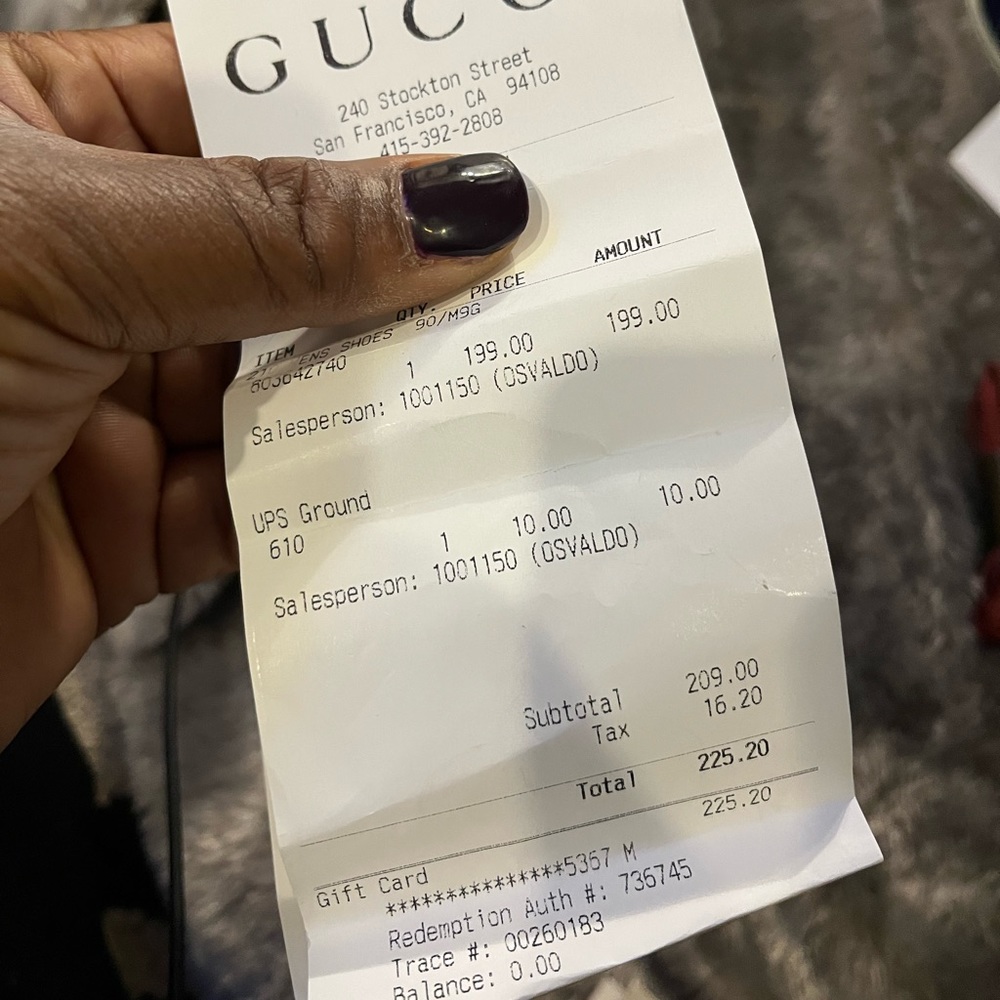 GUCC
240 Stockton Street
San Francisco, CA 94108
415-392-2808
ITEM QTY. PRICE AMOUNT
ENS SHOES 90/M9G
1 199.00 199.00
Salesperson: 1001150 (OSVALDO)
UPS Ground
610 1 10.00 10.00
Salesperson: 1001150 (OSVALDO)
Subtotal 209.00
Tax 16.20
Total 225.20
Gift Card 225.20
***************5367 M
Redemption Auth #: 736745
Trace #: 00260183
Balance: 0.00